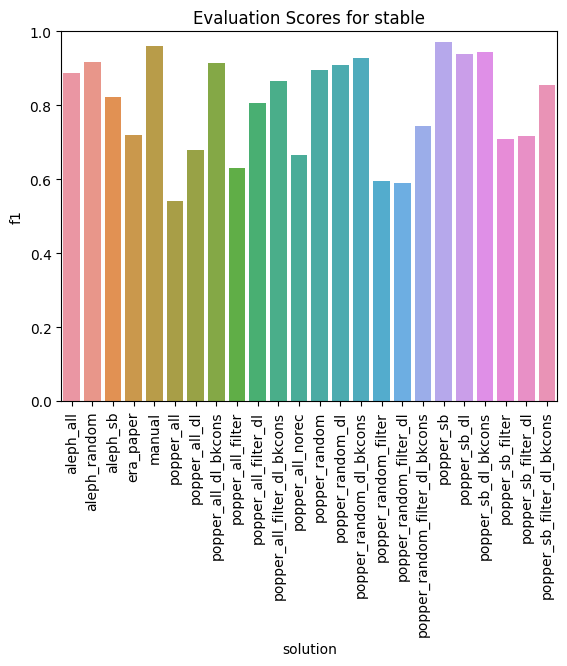 Evaluation Scores for stable
1.0
0.8
0.6
0.4
0.2
0.0
f1
aleph_all
aleph_random
aleph_sb
era_paper
manual
popper_all
popper_all_dl
popper_all_dl_bkcons
popper_all_filter
popper_all_filter_dl
popper_all_filter_dl_bkcons
popper_all_norec
popper_random
popper_random_dl
popper_random_dl_bkcons
popper_random_filter
popper_random_filter_dl
popper_random_filter_dl_bkcons
popper_sb
popper_sb_dl
popper_sb_dl_bkcons
popper_sb_filter
popper_sb_filter_dl
popper_sb_filter_dl_bkcons
solution